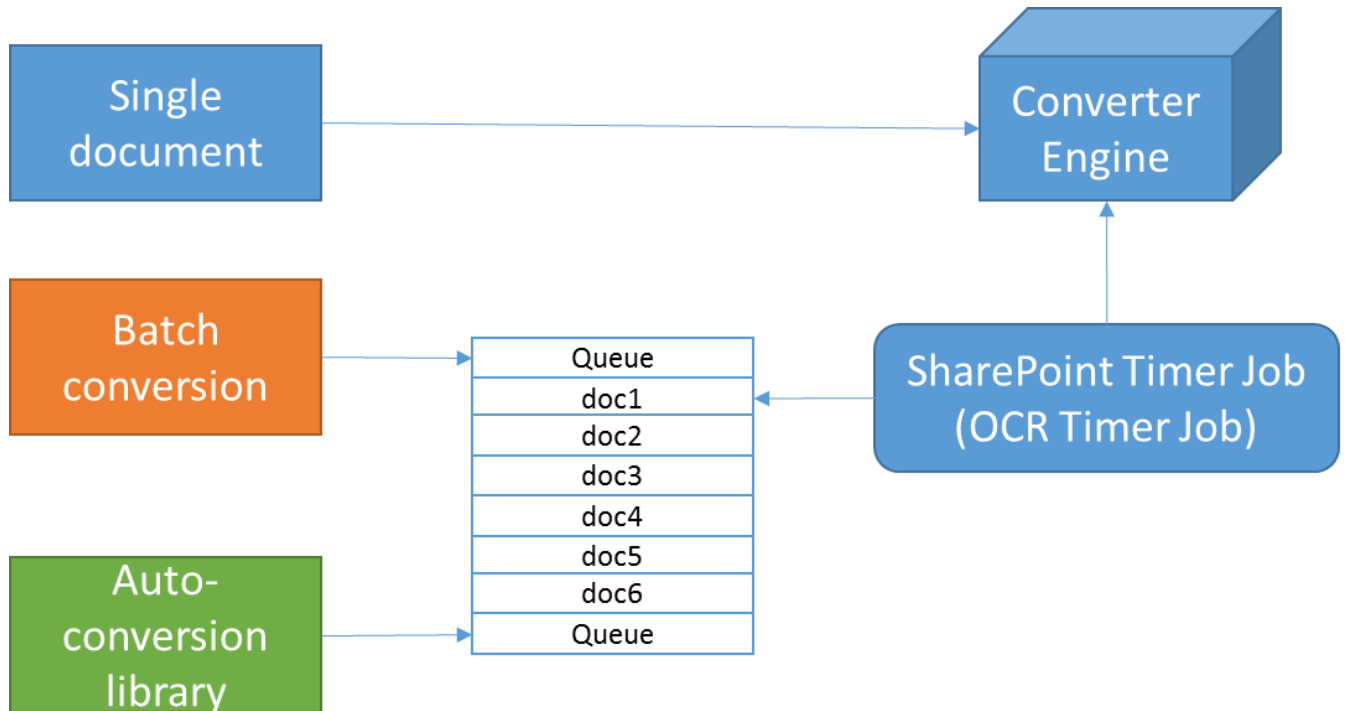 Single
document
Converter
Engine
Batch
conversion
Queue
doc1
doc2
doc3
doc4
doc5
doc6
Queue
SharePoint Timer Job
(OCR Timer Job)
Auto-
conversion
library